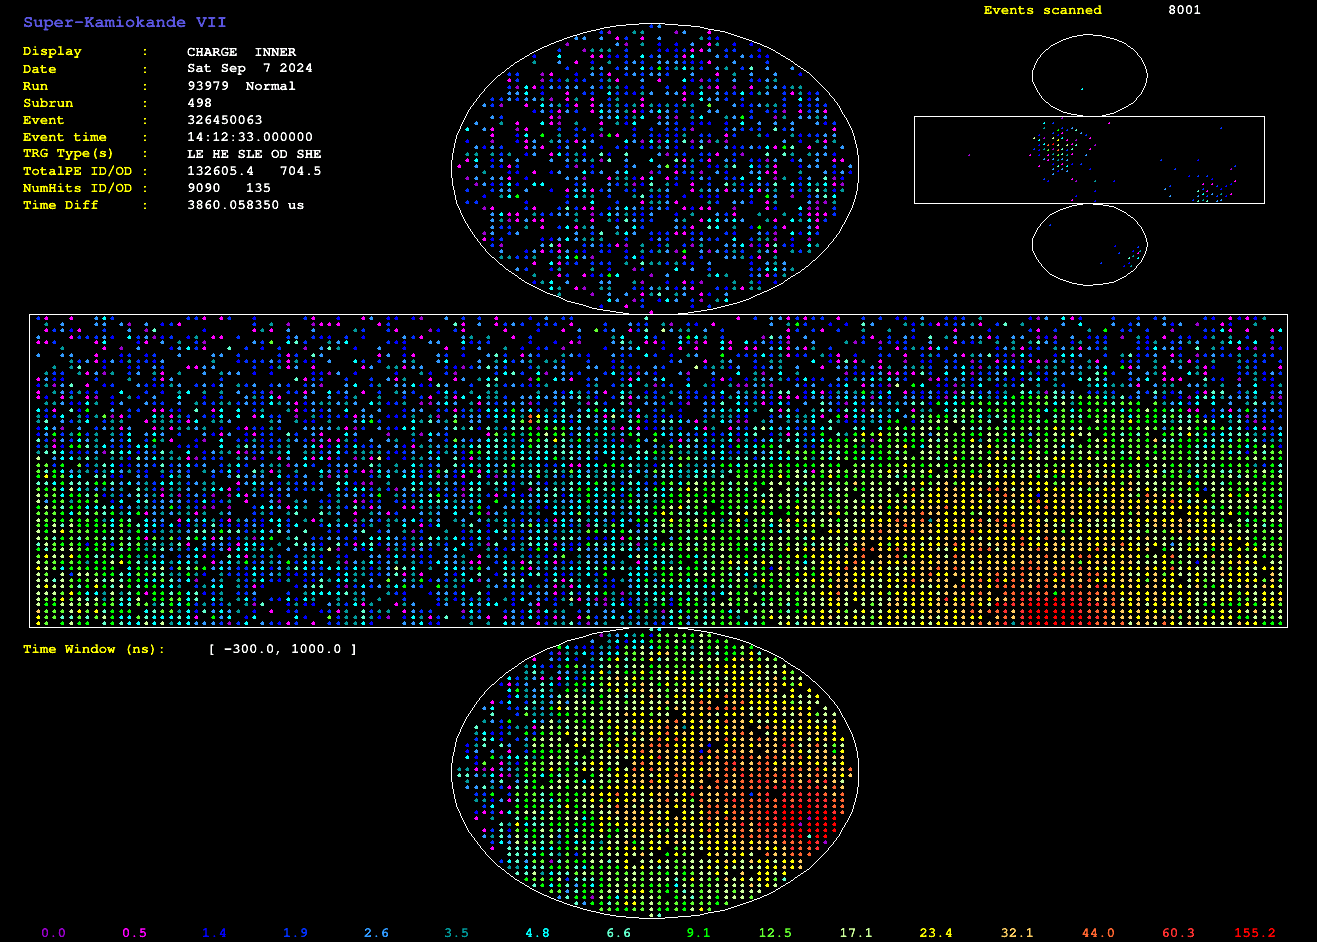 Super-Kamiokande VII
Events scanned 8001
Display : CHARGE INNER
Date : Sat Sep 7 2024
Run : 93979 Normal
Subrun : 498
Event : 326450063
Event time : 14:12:33.000000
TRG Type(s) : LE HE SLE OD SHE
TotalPE ID/OD : 132605.4 704.5
NumHits ID/OD : 9090 135
Time Diff : 3860.058350 us
Time Window (ns): [ -300.0, 1000.0 ]
0.0 0.5 1.4 1.9 2.6 3.5 4.8 6.6 9.1 12.5 17.1 23.4 32.1 44.0 60.3 155.2